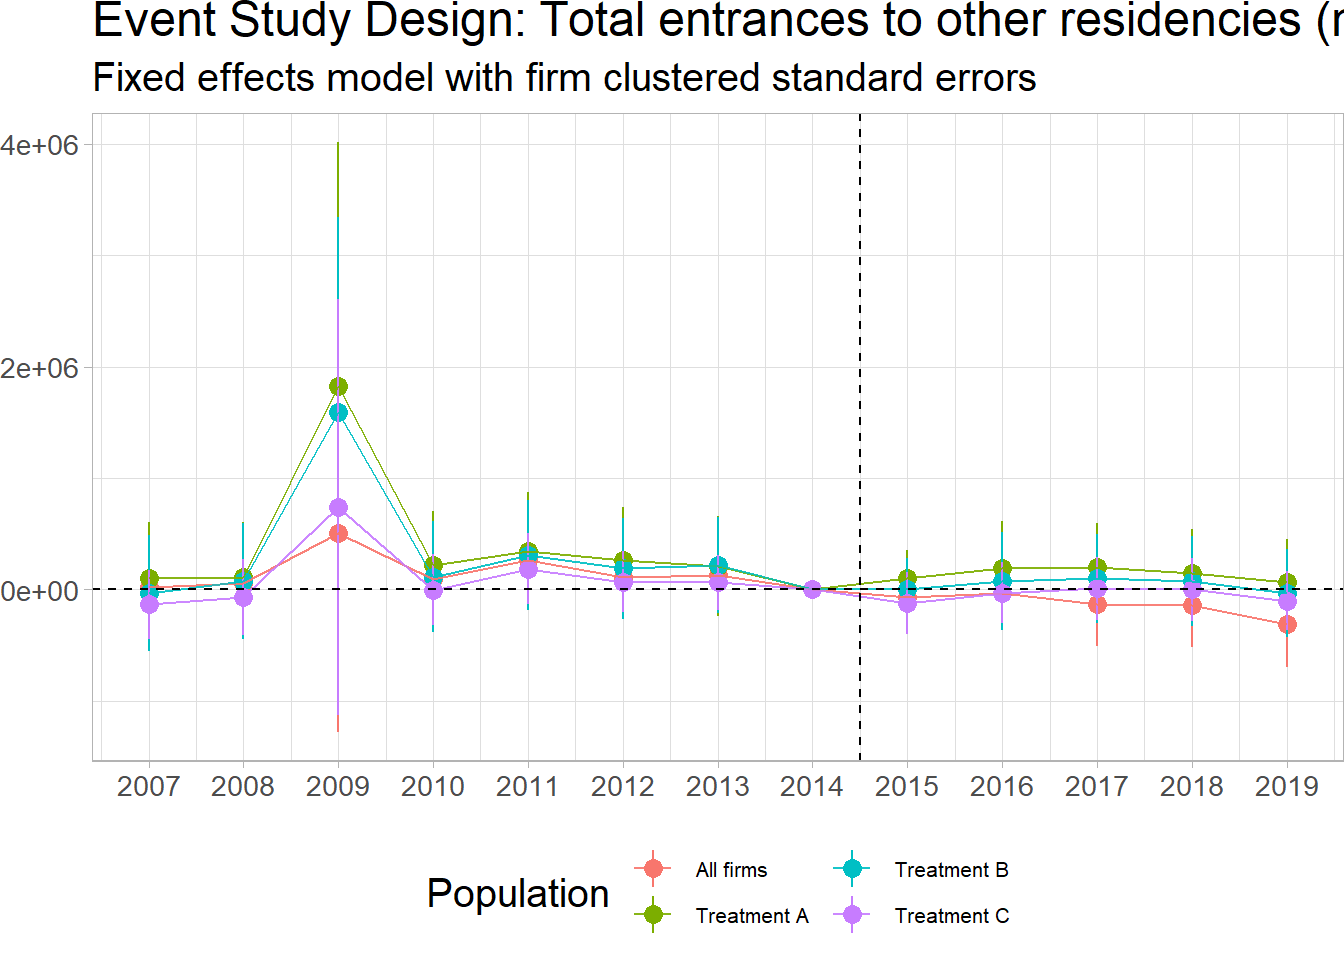 Event Study Design: Total entrances to other residencies (
Fixed effects model with firm clustered standard errors
4e+06
2e+06
0e+00
2007 2008 2009 2010 2011 2012 2013 2014 2015 2016 2017 2018 2019
Population
All firms
Treatment B
Treatment A
Treatment C